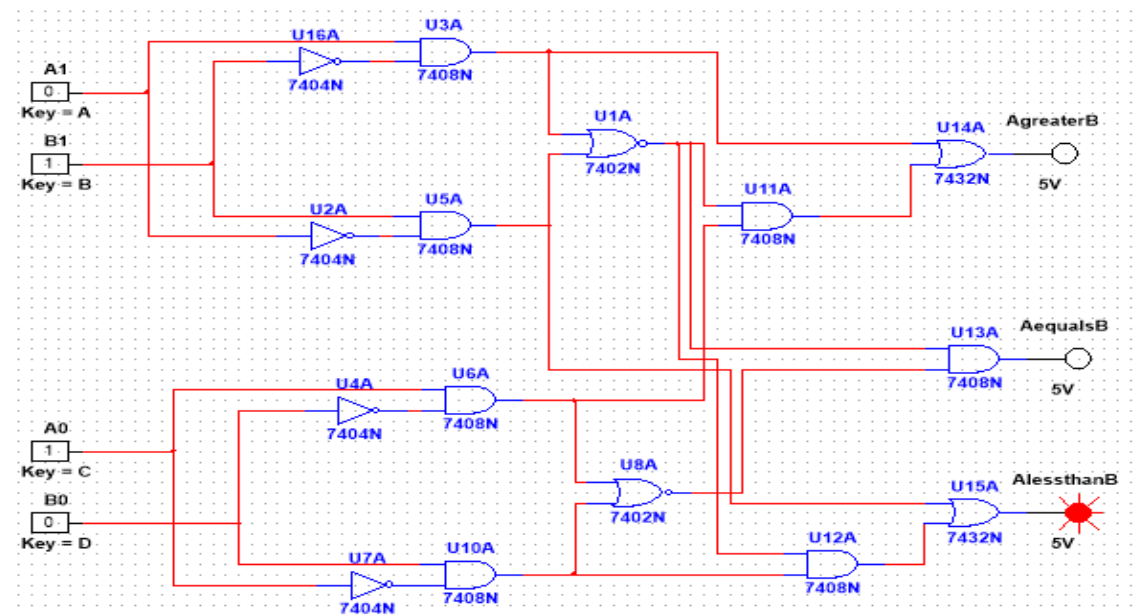 U3A
U16A
7408N
7404N
A1
0
Key = A
B1
1
Key = B
U1A
7402N
AgreaterB
U14A
7432N
5V
U11A
7408N
U5A
U2A
7408N
7404N
AequalsB
U13A
7408N
5V
U6A
U4A
7408N
7404N
A0
1
Key = C
B0
0
Key = D
U8A
7402N
AlessthanB
U15A
7432N
5V
U12A
7408N
U10A
U7A
7408N
7404N